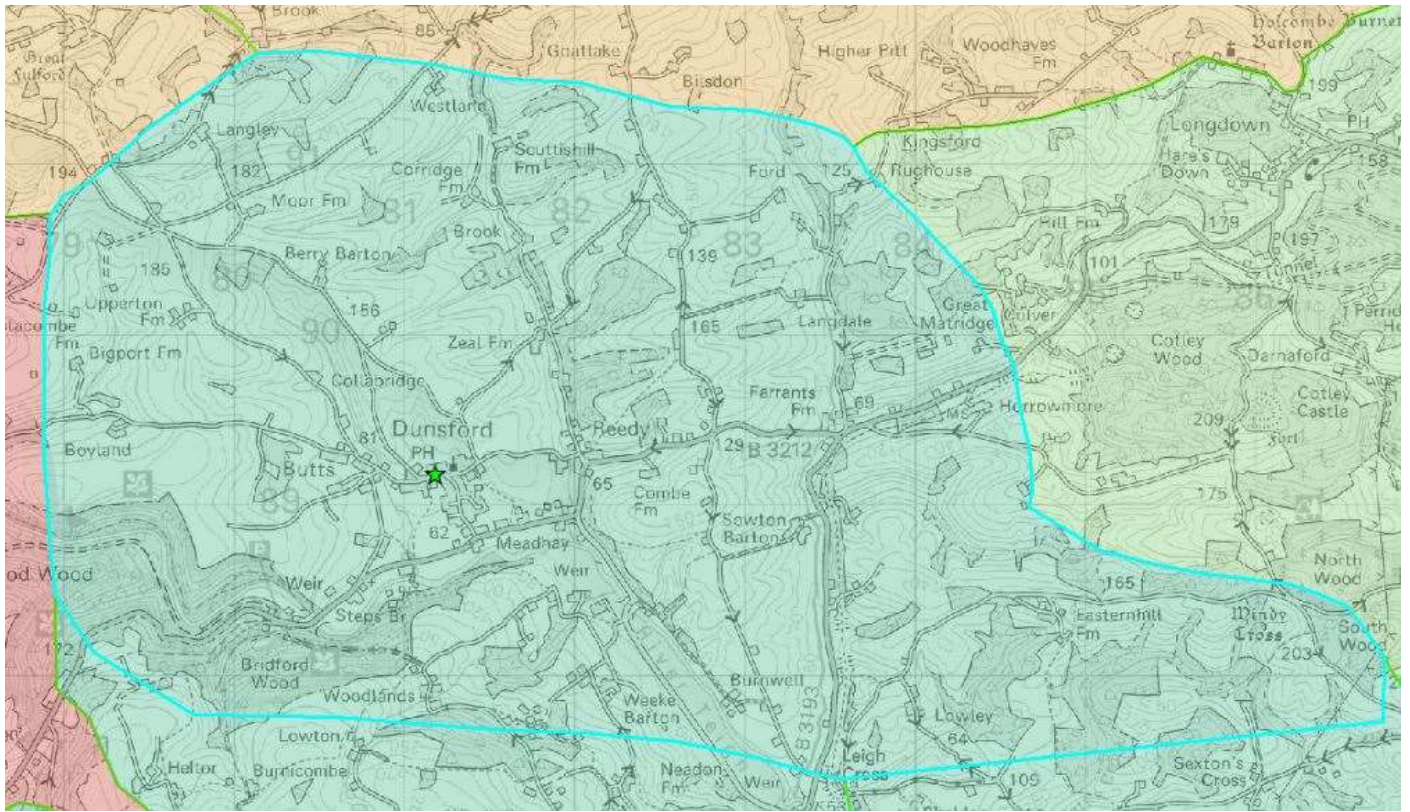 Brook
Great
Fulford
85
Goatlake
Higher Pitt
Woodhaves
Fm
Holcombe Burnet
Barton
Bilsdon
199
Westland
Langley
91
Scuttishill
Fm
Kingsford
Longdown
PH
194
182
Corridge
Fm
Ford
125
Rughouse
Hare's
Down
158
Moor Fm
81
82
Hill Fm
179
79
Brook
83
84
197
Berry Barton
139
101
Tunnel
185
80
86
Upperton
Fm
156
Great
Matridge
Culver
90
165
Langdale
Cotley
Wood
Zeal Fm
Bigport Fm
Darnaford
Collabridge
Farrants
Fm
69
Cotley
Castle
MS
Horrowmore
Dunsford
PH
Reedy
209
Fort
Boyland
81
129
B 3212
Butts
65
Combe
Fm
175
89
Sowton
Barton
62
Meadhay
North
Wood
od Wood
Weir
Weir
165
Steps Br
Easternhill
Fm
Windy
Cross
South
Wood
172
203
Bridford
Wood
Woodlands
Burnwell
Weeke
Barton
B 3193
Lowley
64
Lowton
Leigh
Cross
Heltor
Burnicombe
Neadon
Fm
Weir
109
Sexton's
Cross